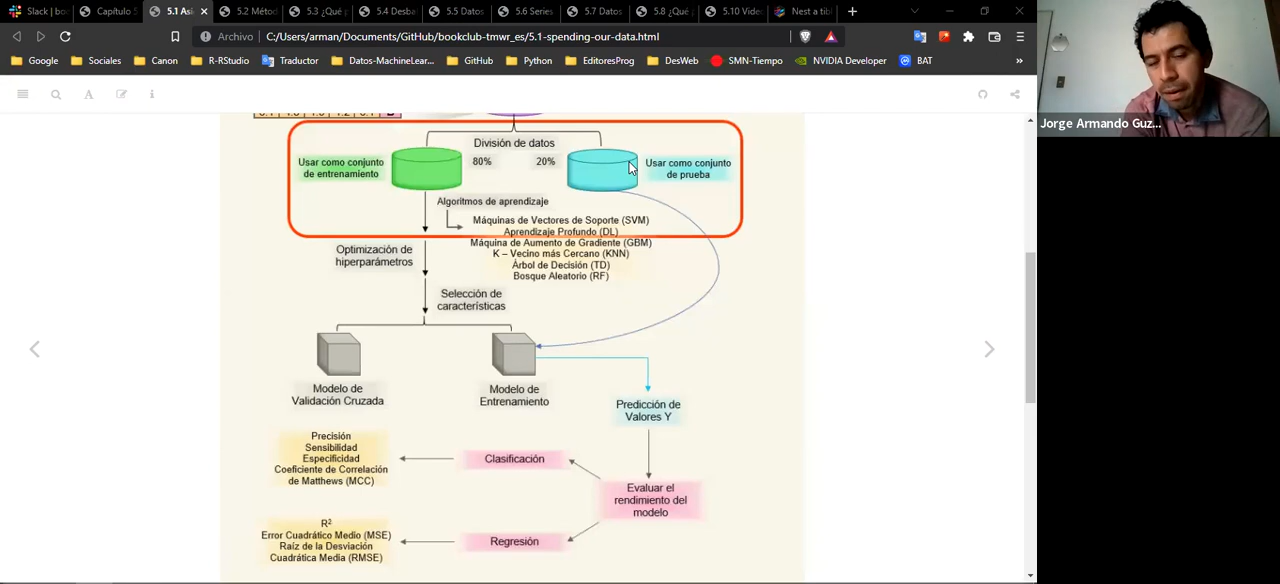 Slack | boo
Capítulo 5
5.1 Asi
5.2 Métod
5.3 ¿Qué p
5.4 Desba
5.5 Datos
5.6 Series
5.7 Datos
5.8 ¿Qué
5.10 Video
Nest a tibl
Archivo
C:/Users/arman/Documents/GitHub/bookclub-tmwr_es/5.1-spending-our-data.html
Google
Sociales
Canon
R-RStudio
Traductor
Datos-MachineLear...
GitHub
Python
EditoresProg
DesWeb
SMN-Tiempo
NVIDIA Developer
BAT
»
Jorge Armando Guz...
División de datos
Usar como conjunto
de entrenamiento
80%
20%
Usar como conjunto
de prueba
Algoritmos de aprendizaje
Máquinas de Vectores de Soporte (SVM)
Aprendizaje Profundo (DL)
Máquina de Aumento de Gradiente (GBM)
K – Vecino más Cercano (KNN)
Árbol de Decisión (TD)
Bosque Aleatorio (RF)
Optimización de
hiperparámetros
Selección de
características
Modelo de
Validación Cruzada
Modelo de
Entrenamiento
Predicción de
Valores Y
Precisión
Sensibilidad
Especificidad
Coeficiente de Correlación
de Matthews (MCC)
Clasificación
Evaluar el
rendimiento del
modelo
R²
Error Cuadrático Medio (MSE)
Raíz de la Desviación
Cuadrática Media (RMSE)
Regresión